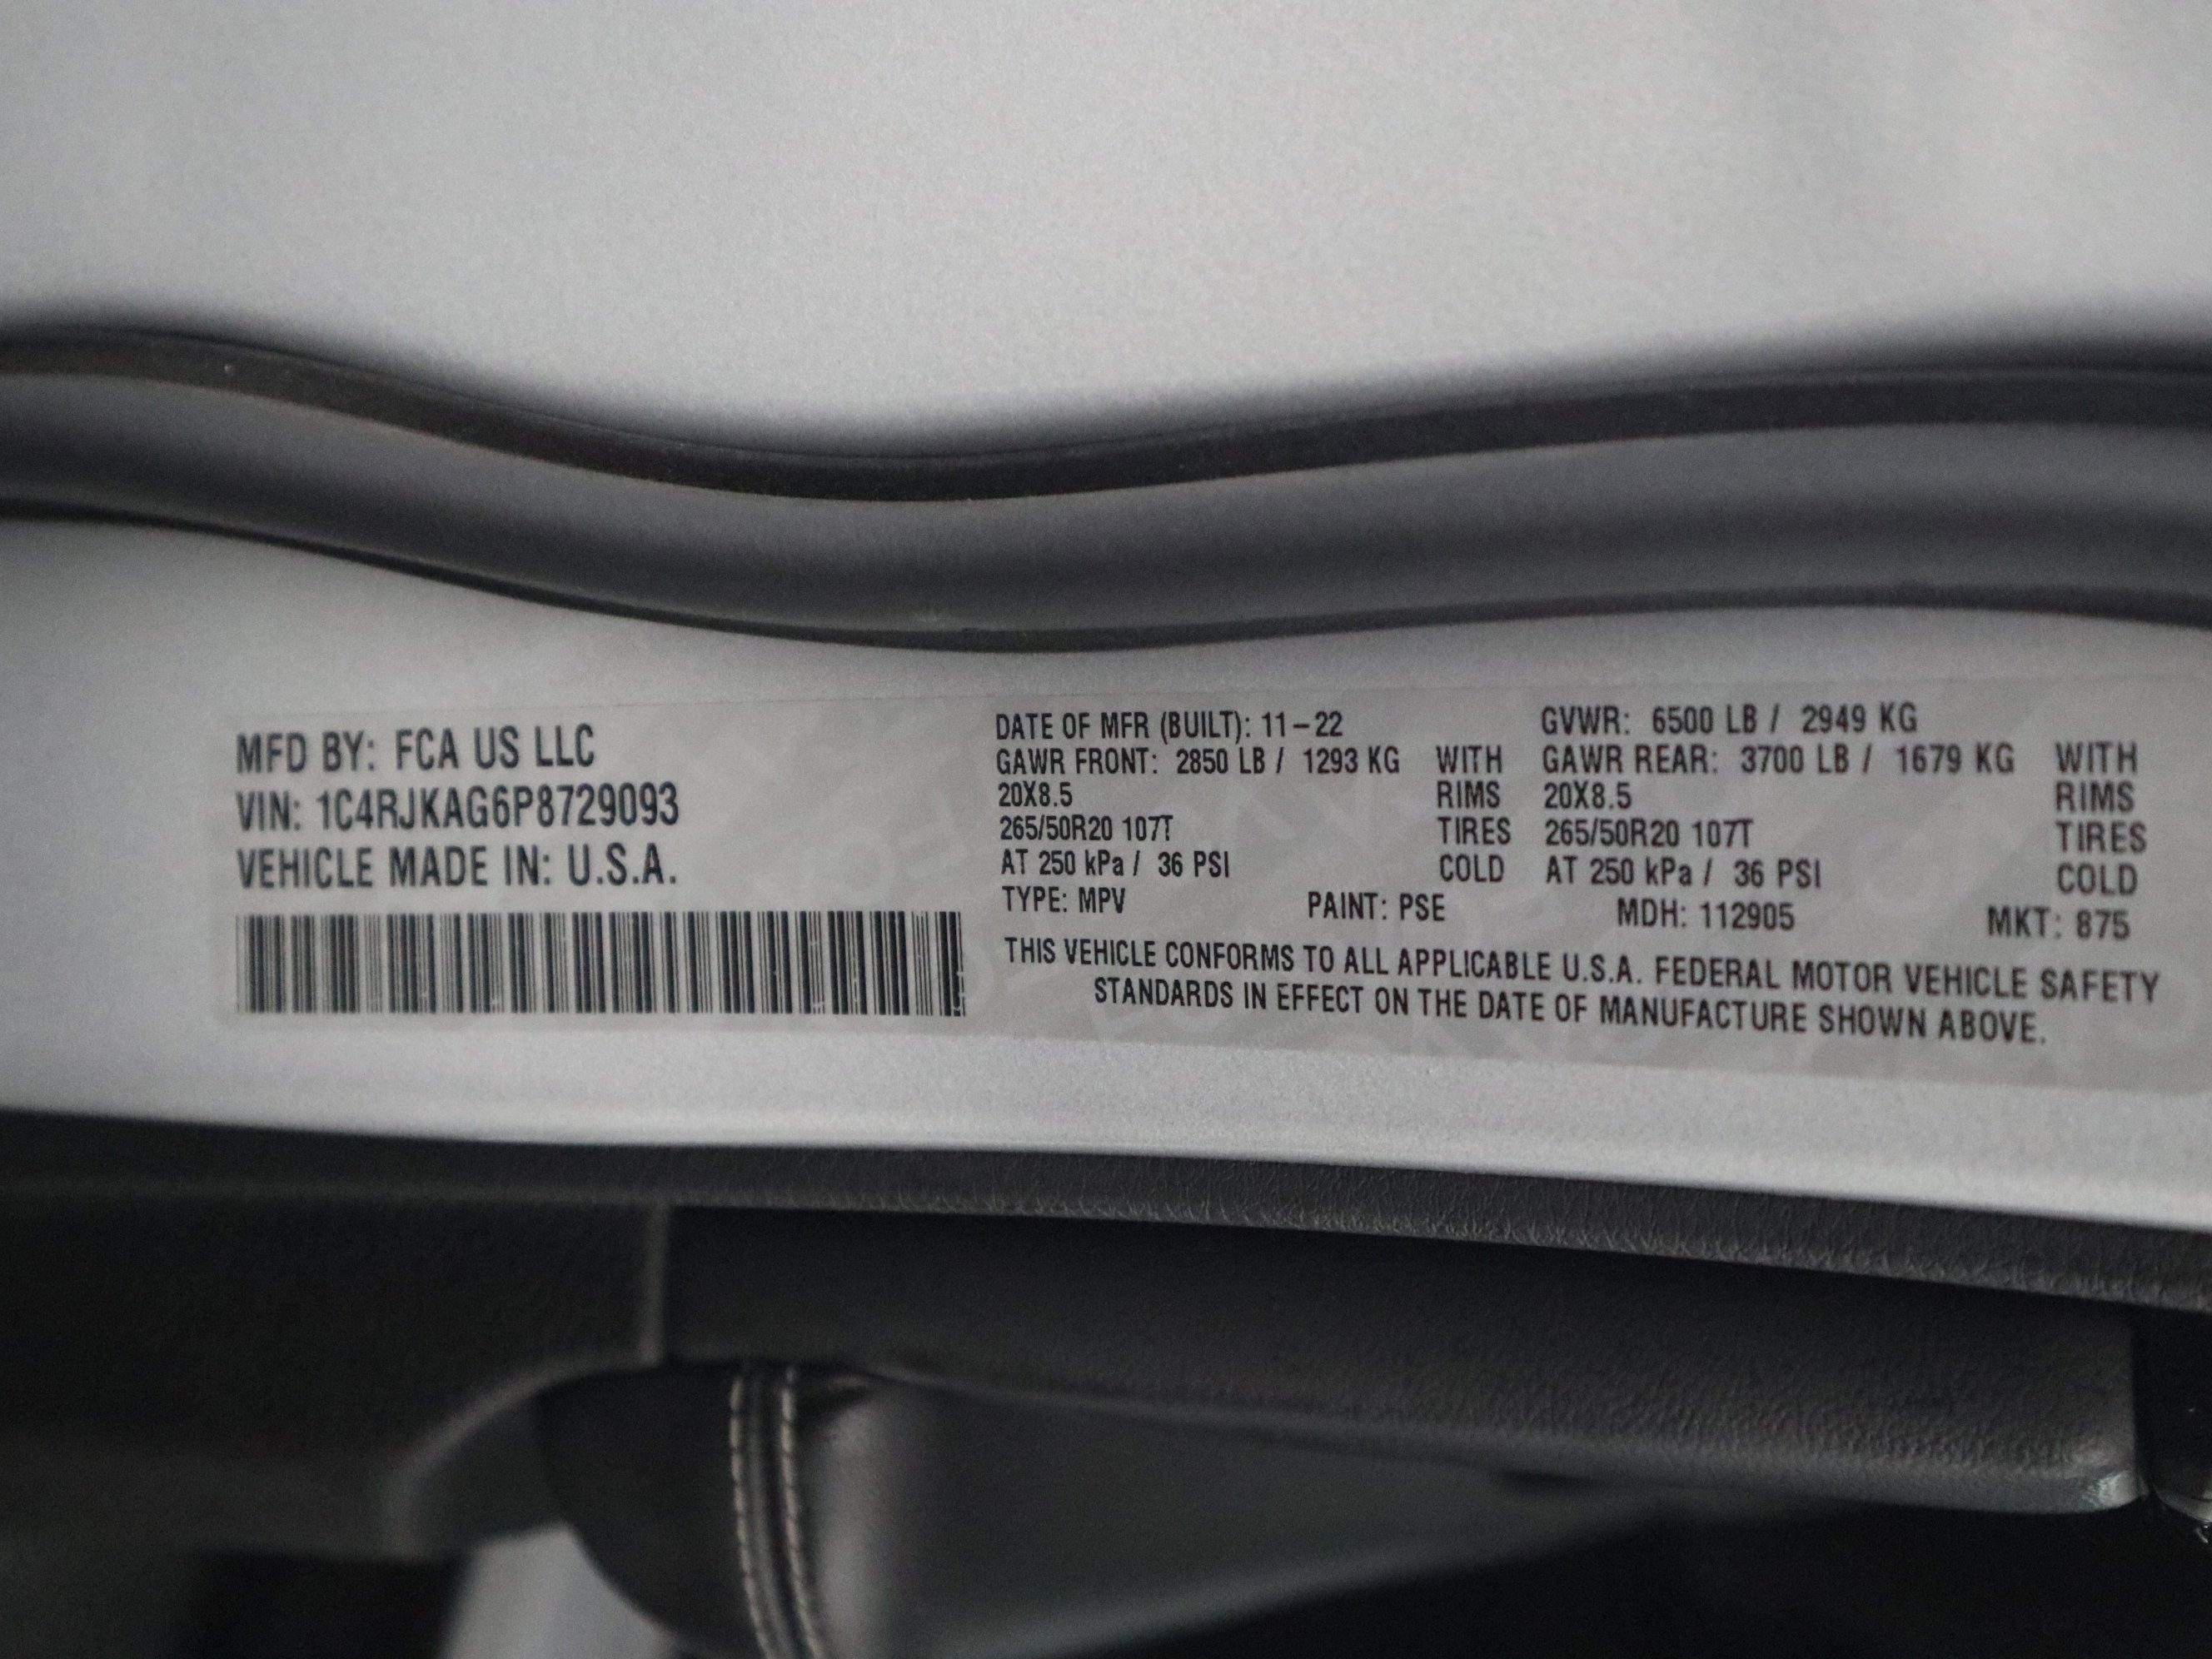 MFD BY: FCA US LLC
VIN: 1C4RJKAG6P8729093
VEHICLE MADE IN: U.S.A.
DATE OF MFR (BUILT): 11-22 GVWR: 6500 LB / 2949 KG
GAWR FRONT: 2850 LB / 1293 KG WITH GAWR REAR: 3700 LB / 1679 KG WITH
20X8.5 RIMS 20X8.5 RIMS
265/50R20 107T TIRES 265/50R20 107T TIRES
AT 250 kPa / 36 PSI COLD AT 250 kPa / 36 PSI COLD
TYPE: MPV PAINT: PSE MDH: 112905 MKT: 875
THIS VEHICLE CONFORMS TO ALL APPLICABLE U.S.A. FEDERAL MOTOR VEHICLE SAFETY
STANDARDS IN EFFECT ON THE DATE OF MANUFACTURE SHOWN ABOVE.